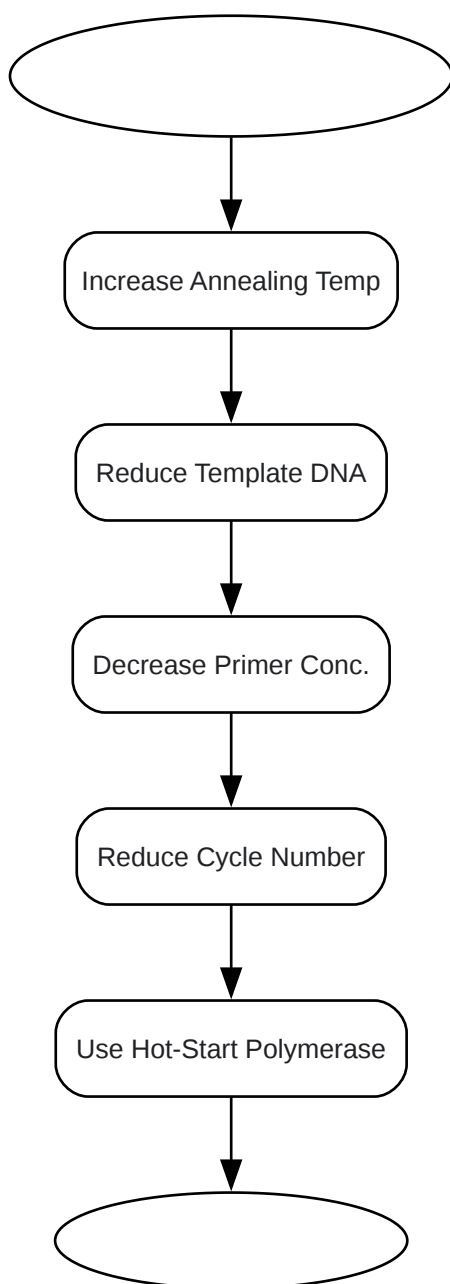 Increase Annealing Temp
Reduce Template DNA
Decrease Primer Conc.
Reduce Cycle Number
Use Hot-Start Polymerase